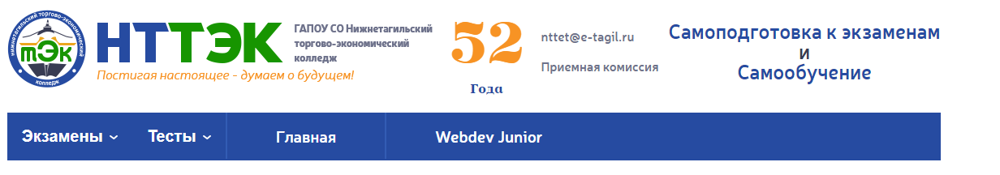 НИЖНЕТАГИЛЬСКИЙ ТОРГОВО-ЭКОНОМИЧЕСКИЙ
тЭк
КОЛЛЕДЖ
НТТЭК
Постигая настоящее - думаем о будущем!
ГАПОУ СО Нижнетагильский
торгово-экономический
колледж
52
Года
nttet@e-tagil.ru
Приемная комиссия
Самоподготовка к экзаменам
и
Самообучение
Экзамены
Тесты
Главная
Webdev Junior